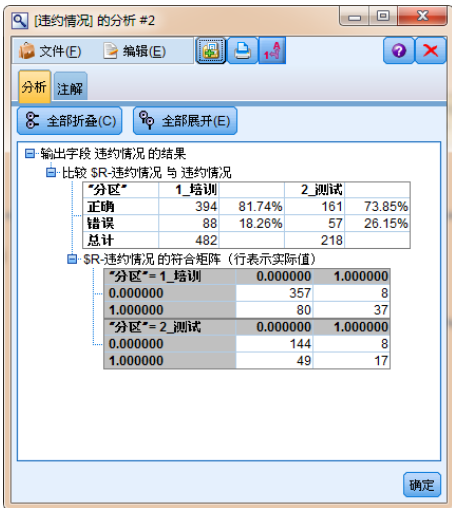 [违约情况] 的分析 #2
文件(F) 编辑(E)
分析 注解
全部折叠(C) 全部展开(E)
输出字段 违约情况 的结果
比较 $R-违约情况 与 违约情况
"分区" 1_培训 2_测试
正确 394 81.74% 161 73.85%
错误 88 18.26% 57 26.15%
总计 482 218
$R-违约情况 的符合矩阵（行表示实际值）
"分区"= 1_培训 0.000000 1.000000
0.000000 357 8
1.000000 80 37
"分区"= 2_测试 0.000000 1.000000
0.000000 144 8
1.000000 49 17
确定